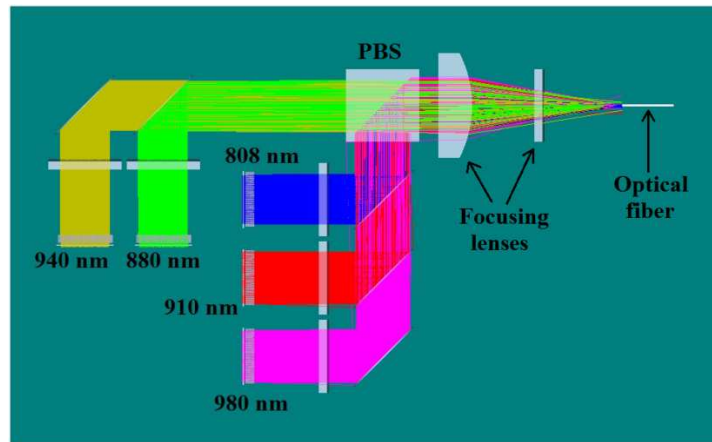 PBS
808 nm
Optical
fiber
Focusing
lenses
940 nm
880 nm
910 nm
980 nm